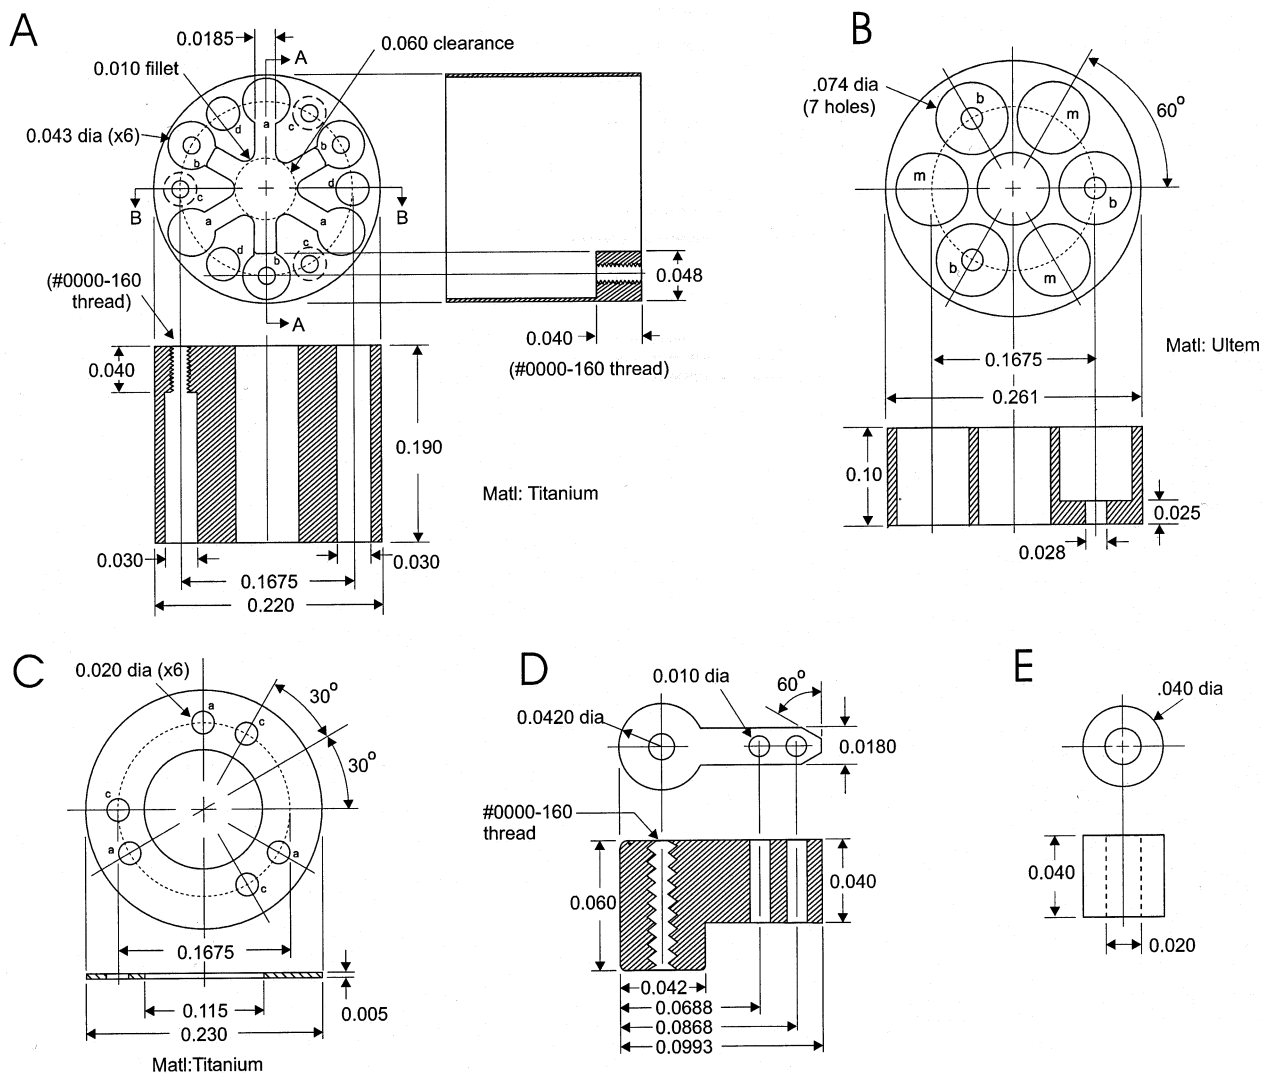 A
0.0185
A
0.060 clearance
0.010 fillet
0.043 dia (x6)
a
c
d
b
b
d
c
a
a
d
c
b
B
B
(#0000-160
thread)
A
0.048
0.040
(#0000-160 thread)
0.040
0.190
Matl: Titanium
0.030
0.030
0.1675
0.220
B
.074 dia
(7 holes)
60°
b
m
m
b
b
m
0.1675
Matl: Ultem
0.261
0.10
0.025
0.028
C
0.020 dia (x6)
30°
30°
a
c
c
a
a
c
0.1675
0.115
0.005
0.230
Matl:Titanium
D
0.010 dia
60°
0.0420 dia
0.0180
#0000-160
thread
0.060
0.040
0.042
0.0688
0.0868
0.0993
E
.040 dia
0.040
0.020